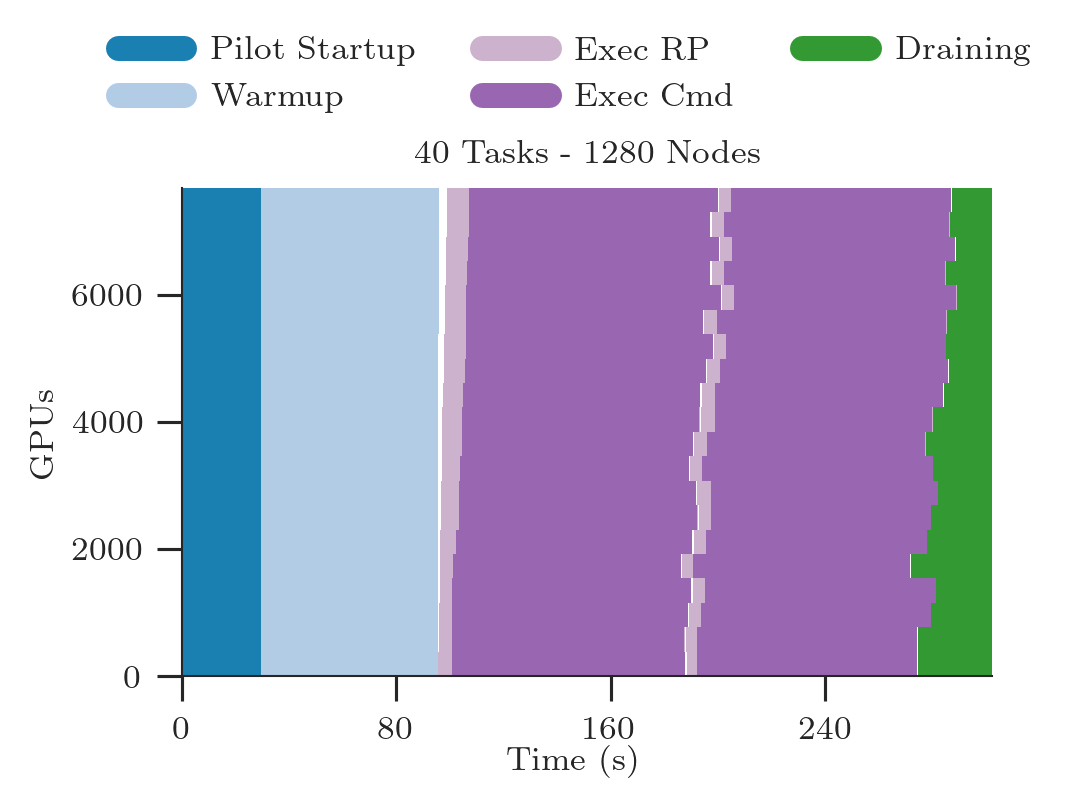 Pilot Startup
Exec RP
Draining
Warmup
Exec Cmd
40 Tasks - 1280 Nodes
6000
4000
2000
0
GPUs
0
80
160
240
Time (s)